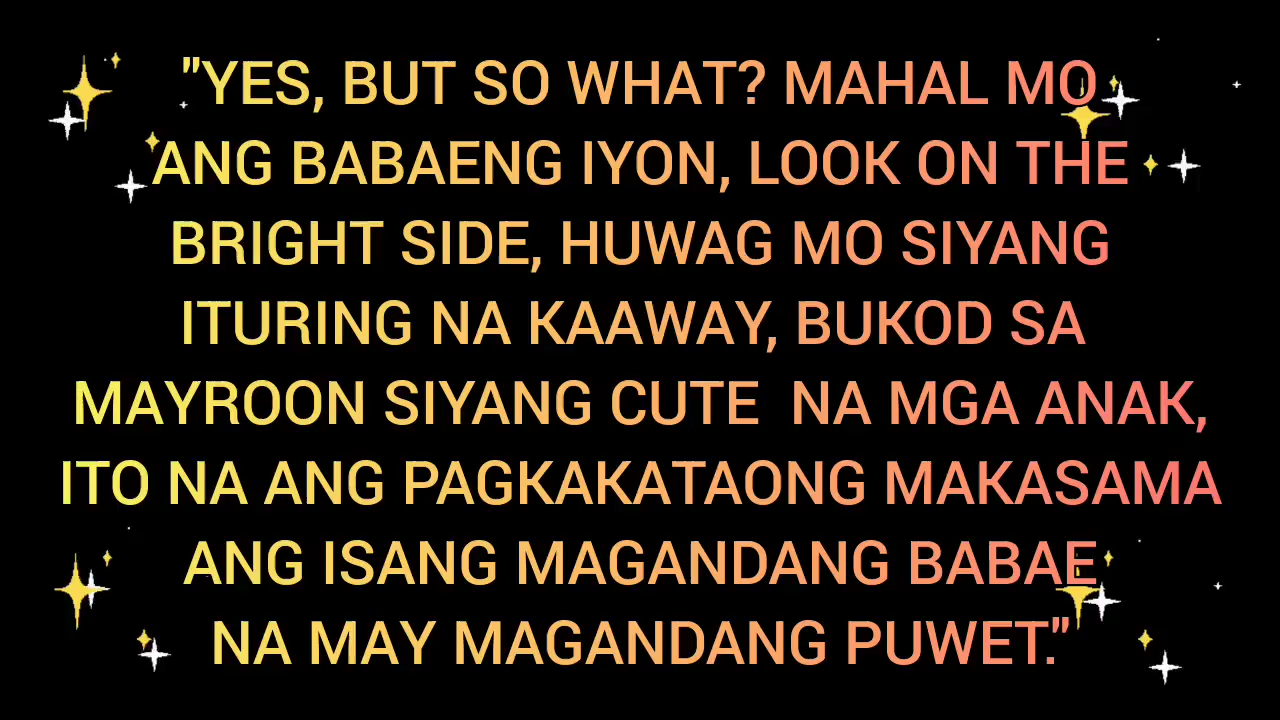 "YES, BUT SO WHAT? MAHAL MO
ANG BABAENG IYON, LOOK ON THE
BRIGHT SIDE, HUWAG MO SIYANG
ITURING NA KAAWAY, BUKOD SA
MAYROON SIYANG CUTE  NA MGA ANAK,
ITO NA ANG PAGKAKATAONG MAKASAMA
ANG ISANG MAGANDANG BABAE
NA MAY MAGANDANG PUWET."